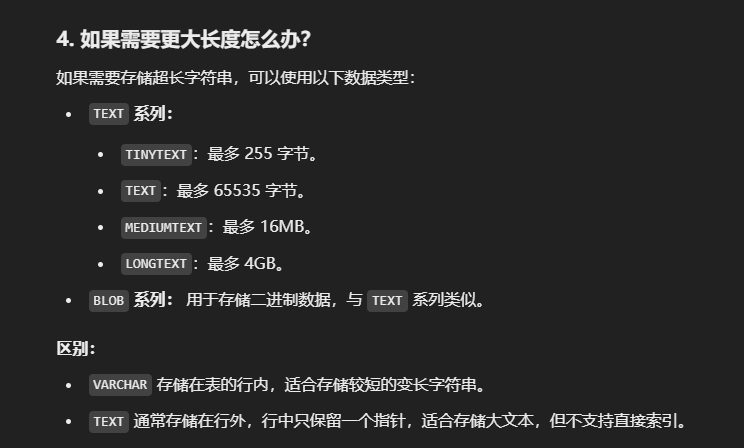 4. 如果需要更大长度怎么办？
如果需要存储超长字符串，可以使用以下数据类型：
• TEXT 系列：
• TINYTEXT：最多 255 字节。
• TEXT：最多 65535 字节。
• MEDIUMTEXT：最多 16MB。
• LONGTEXT：最多 4GB。
• BLOB 系列： 用于存储二进制数据，与 TEXT 系列类似。
区别：
• VARCHAR 存储在表的行内，适合存储较短的变长字符串。
• TEXT 通常存储在行外，行中只保留一个指针，适合存储大文本，但不支持直接索引。